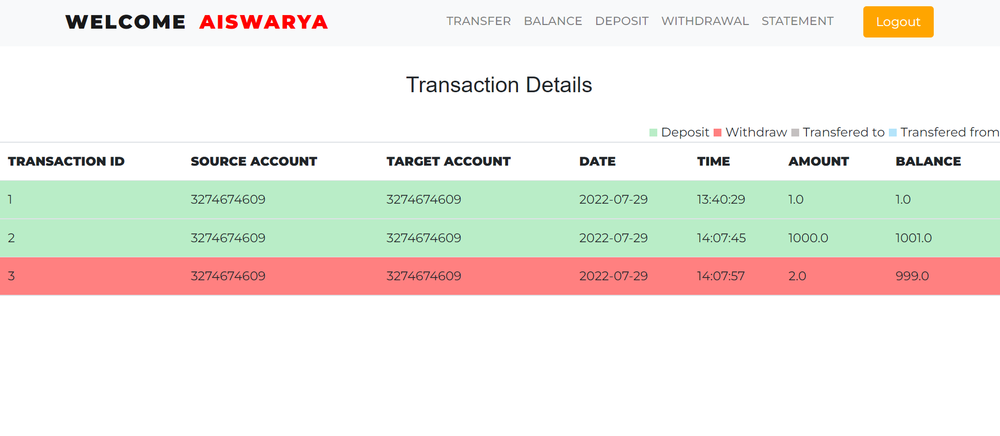 WELCOME AISWARYA TRANSFER BALANCE DEPOSIT WITHDRAWAL STATEMENT Logout
Transaction Details
Deposit Withdraw Transfered to Transfered from
TRANSACTION ID SOURCE ACCOUNT TARGET ACCOUNT DATE TIME AMOUNT BALANCE
1 3274674609 3274674609 2022-07-29 13:40:29 1.0 1.0
2 3274674609 3274674609 2022-07-29 14:07:45 1000.0 1001.0
3 3274674609 3274674609 2022-07-29 14:07:57 2.0 999.0